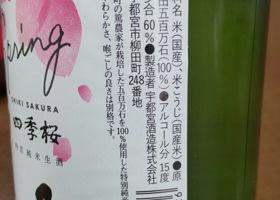 ing
SHIKI SAKURA
四季桜
特別純米生酒
町の篤農家が栽培した五百万石を100%使用した特別純
わらかさ、喉ごしの良さは別格です。
料名 米(国産)、米こうじ(国産米)●原
田五百万石(100%)●アルコール分 15度
合 60%●製造者 宇都宮酒造株式会社
宮市柳田町248番地